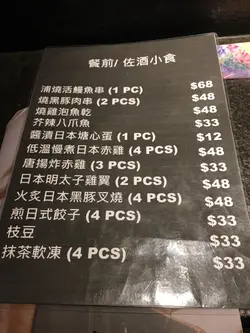 餐前/ 佐酒小食
浦燒活鰻魚串 (1 PC) $68
燒黑豚肉串 (2 PCS) $48
燒雞泡魚乾 $48
芥辣八爪魚 $33
醬漬日本塘心蛋 (1 PC) $12
低溫慢煮日本赤雞 (4 PCS) $48
唐揚炸赤雞 (3 PCS) $33
日本明太子雞翼 (2 PCS) $48
火炙日本黑豚叉燒 (4 PCS) $48
煎日式餃子 (4 PCS) $33
枝豆 $33
抹茶軟凍 (4 PCS) $33